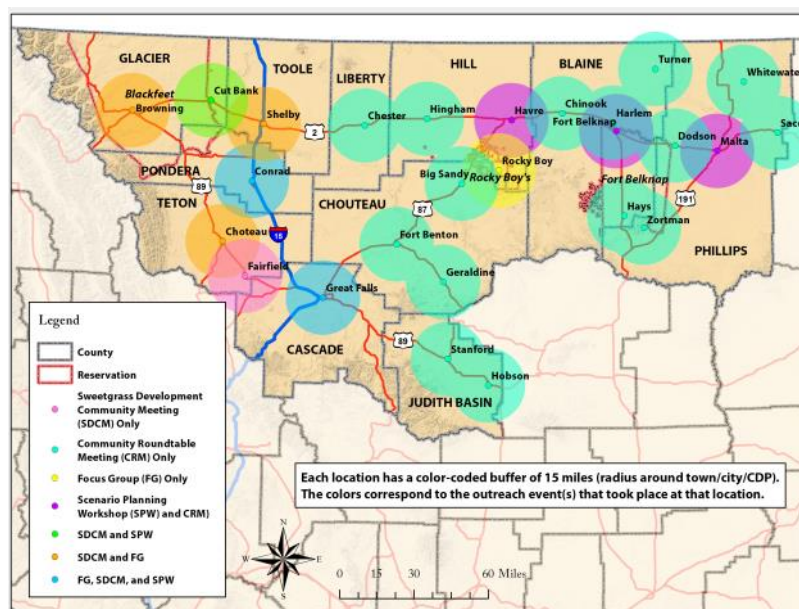 GLACIER
TOOLE
LIBERTY
HILL
BLAINE
Turner
Whitewater
Blackfeet
Browning
Cut Bank
Shelby
2
Chester
Hingham
Havre
Chinook
Harlem
Fort Belknap
Dodson
Malta
Saco
PONDERA
89
Conrad
Rocky Boy
Big Sandy
Rocky Boy's
Fort Belknap
TETON
CHOUTEAU
87
191
Hays
Zortman
Choteau
15
Fort Benton
PHILLIPS
Fairfield
Geraldine
Great Falls
CASCADE
89
Stanford
Hobson
JUDITH BASIN
Legend
County
Reservation
Sweetgrass Development
Community Meeting
(SDCM) Only
Community Roundtable
Meeting (CRM) Only
Focus Group (FG) Only
Scenario Planning
Workshop (SPW) and CRM)
SDCM and SPW
SDCM and FG
FG, SDCM, and SPW
Each location has a color-coded buffer of 15 miles (radius around town/city/CDP).
The colors correspond to the outreach event(s) that took place at that location.
N
W E
S
0 15 30 60 Miles